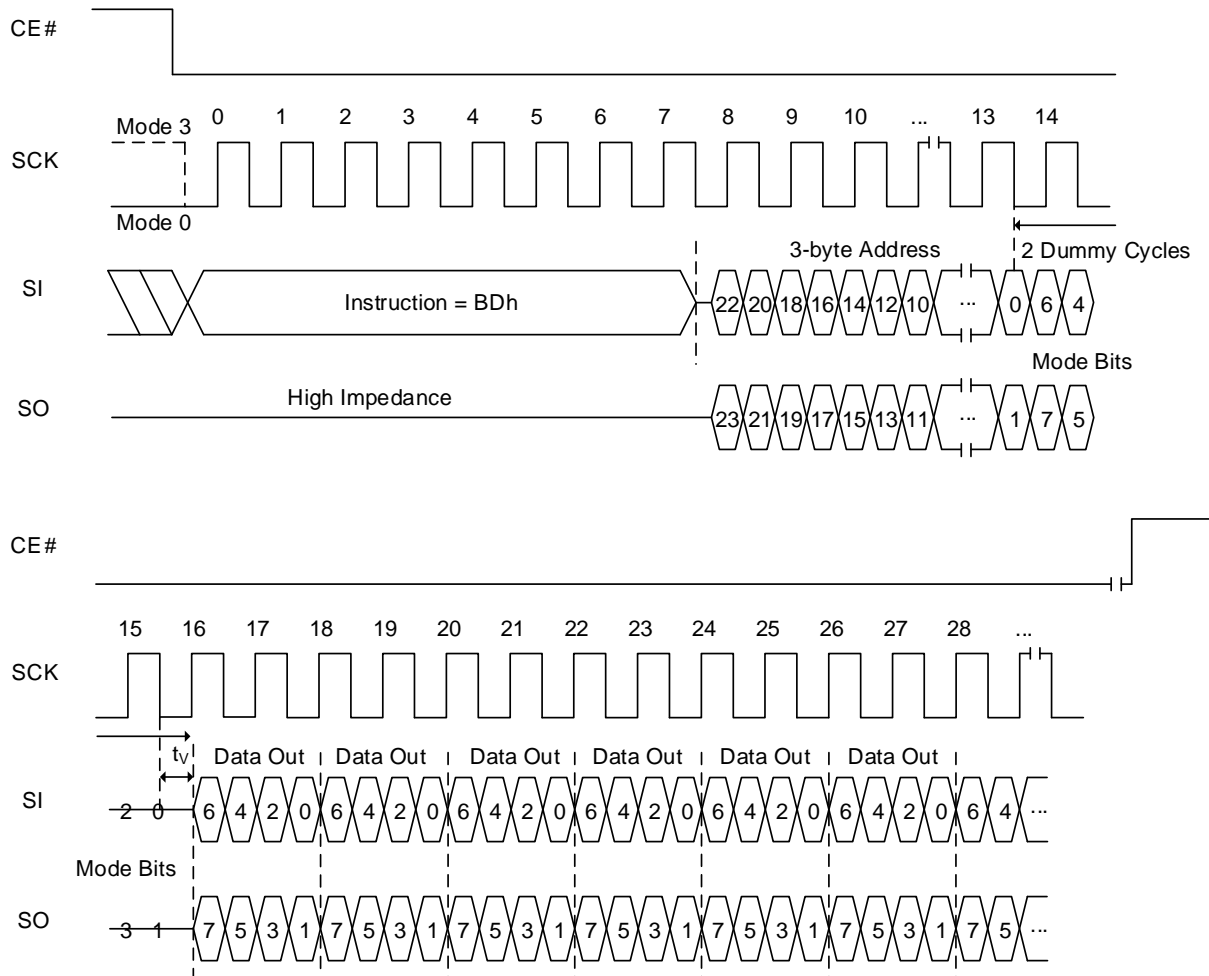 CE#
0 1 2 3 4 5 6 7 8 9 10 ... 13 14
Mode 3
SCK
Mode 0
3-byte Address 2 Dummy Cycles
SI Instruction = BDh 22 20 18 16 14 12 10 ... 0 6 4
Mode Bits
High Impedance
SO 23 21 19 17 15 13 11 ... 1 7 5
CE#
15 16 17 18 19 20 21 22 23 24 25 26 27 28 ...
SCK
tV Data Out Data Out Data Out Data Out Data Out Data Out
SI 2 0 6 4 2 0 6 4 2 0 6 4 2 0 6 4 2 0 6 4 2 0 6 4 2 0 6 4 ...
Mode Bits
SO 3 1 7 5 3 1 7 5 3 1 7 5 3 1 7 5 3 1 7 5 3 1 7 5 3 1 7 5 ...